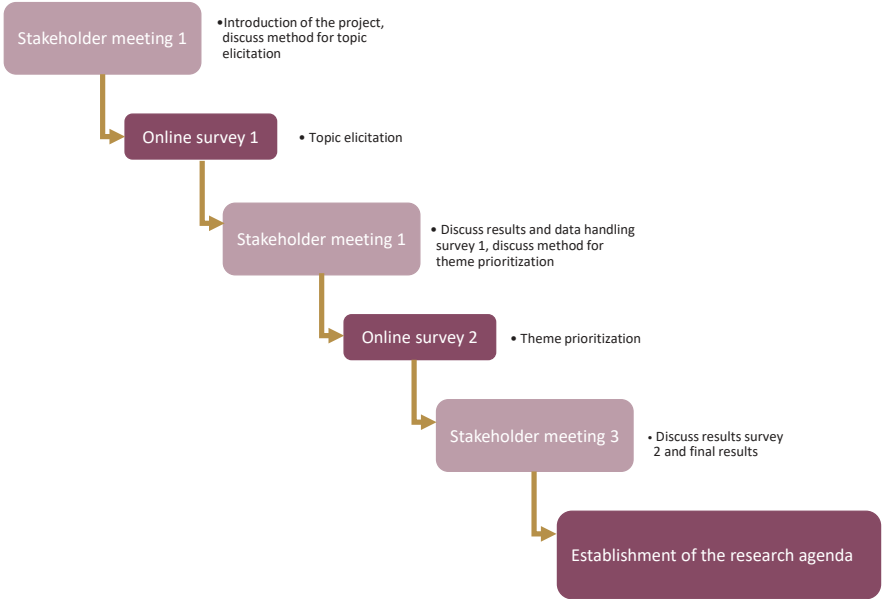 Stakeholder meeting 1
•Introduction of the project,
discuss method for topic
elicitation
Online survey 1
• Topic elicitation
Stakeholder meeting 1
• Discuss results and data handling
survey 1, discuss method for
theme prioritization
Online survey 2
• Theme prioritization
Stakeholder meeting 3
• Discuss results survey
2 and final results
Establishment of the research agenda